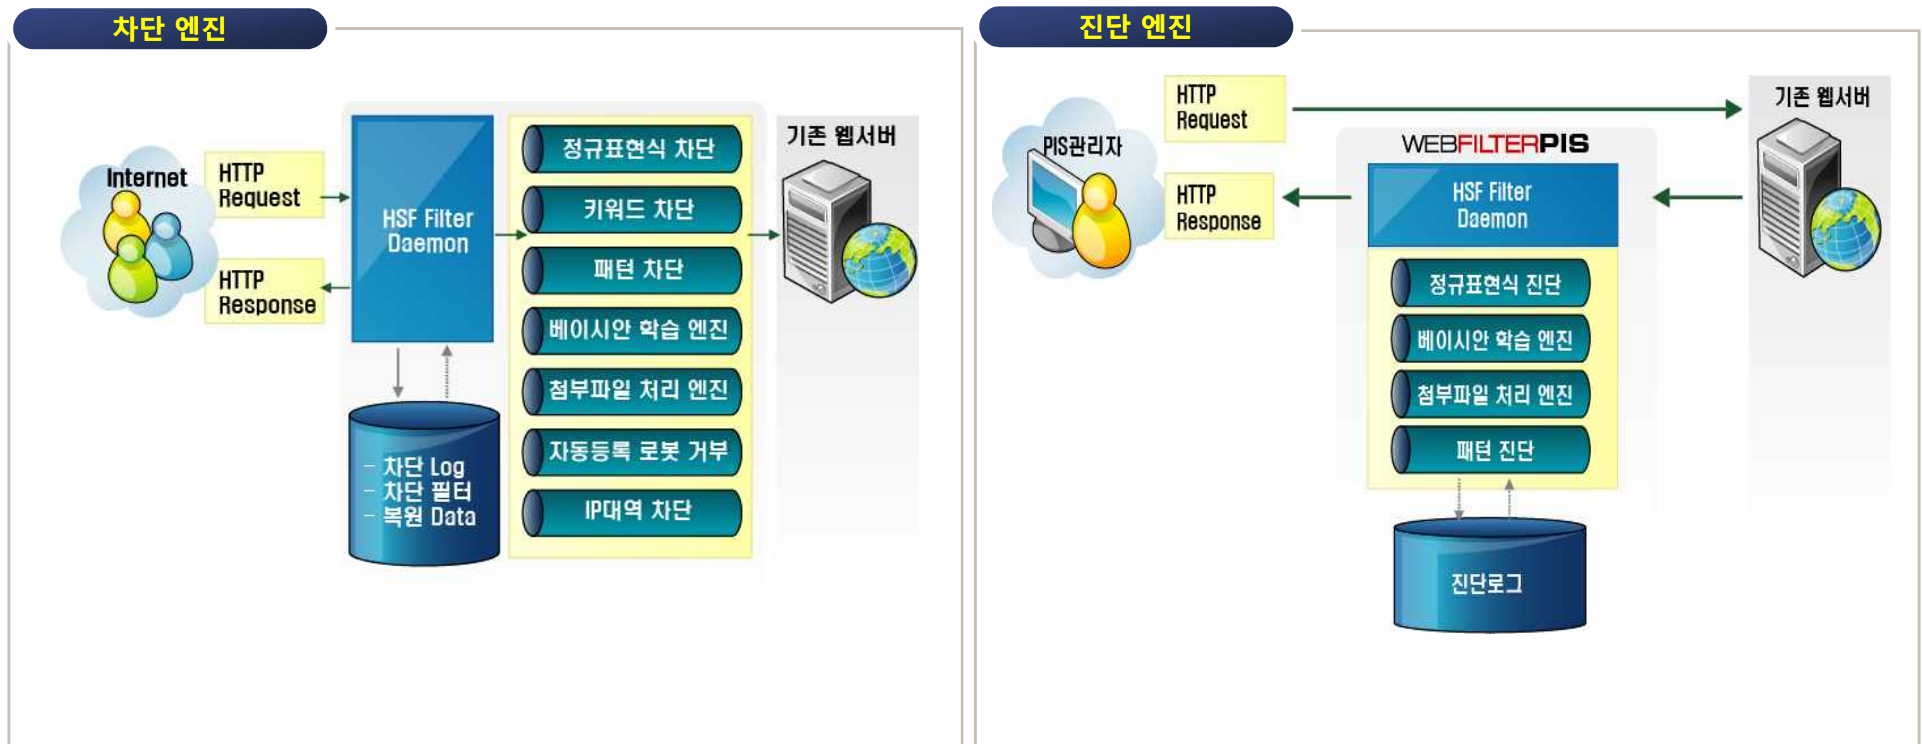 차단 엔진
Internet
HTTP
Request
HTTP
Response
HSF Filter
Daemon
- 차단 Log
- 차단 필터
- 복원 Data
정규표현식 차단
키워드 차단
패턴 차단
베이시안 학습 엔진
첨부파일 처리 엔진
자동등록 로봇 거부
IP대역 차단
기존 웹서버
진단 엔진
PIS관리자
HTTP
Request
HTTP
Response
WEBFILTERPIS
HSF Filter
Daemon
정규표현식 진단
베이시안 학습 엔진
첨부파일 처리 엔진
패턴 진단
진단로그
기존 웹서버